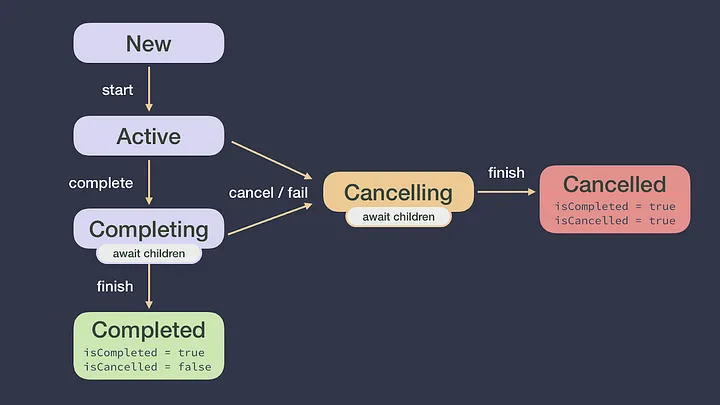 New
start
Active
complete
cancel / fail
Completing
await children
finish
Completed
isCompleted = true
isCancelled = false
Cancelling
await children
finish
Cancelled
isCompleted = true
isCancelled = true